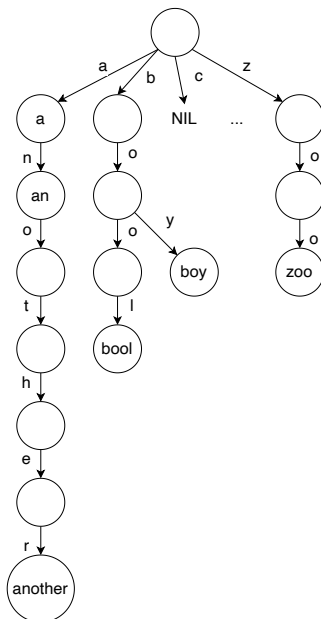 a b c z
a NIL ...
n o o
an
o o y o
boy zoo
t l
bool
h
e
r
another